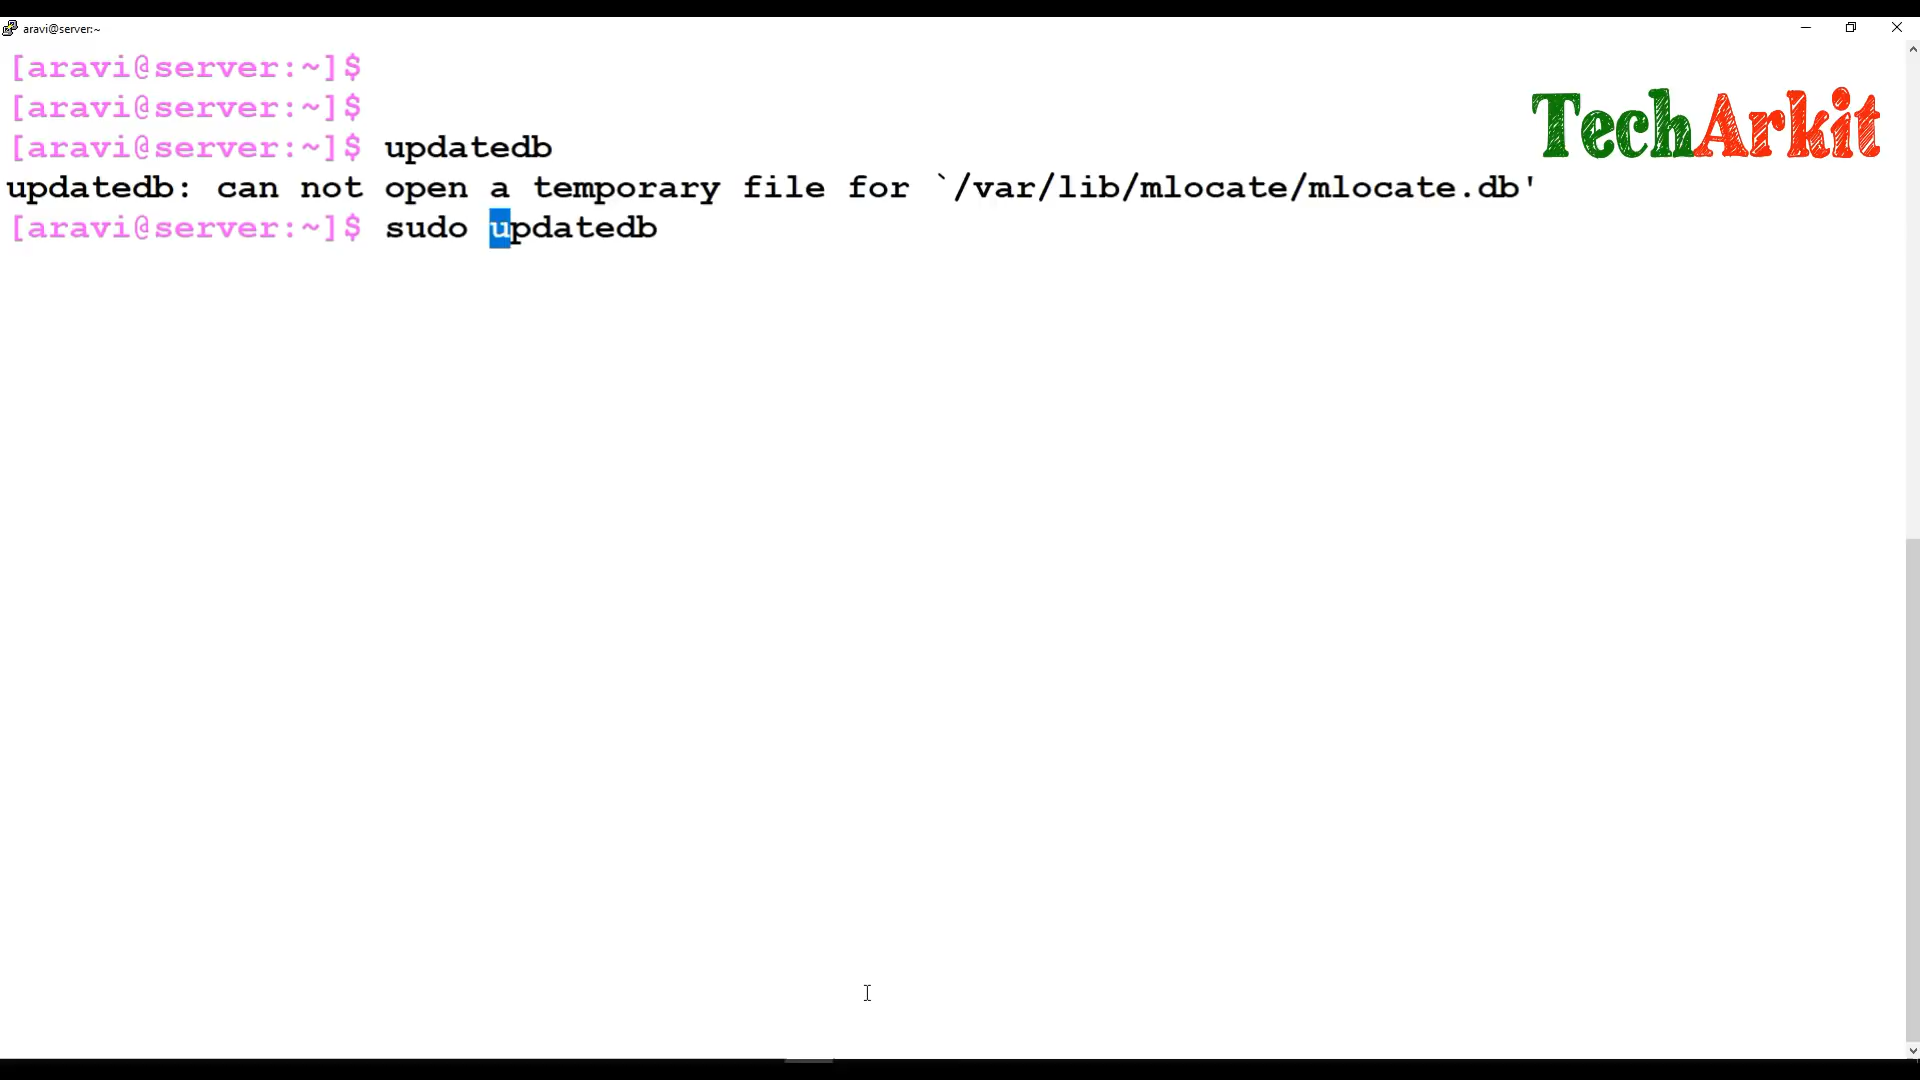 aravi@server:~
[aravi@server:~]$
[aravi@server:~]$
TechArkit
[aravi@server:~]$ updatedb
updatedb: can not open a temporary file for `/var/lib/mlocate/mlocate.db'
[aravi@server:~]$ sudo updatedb